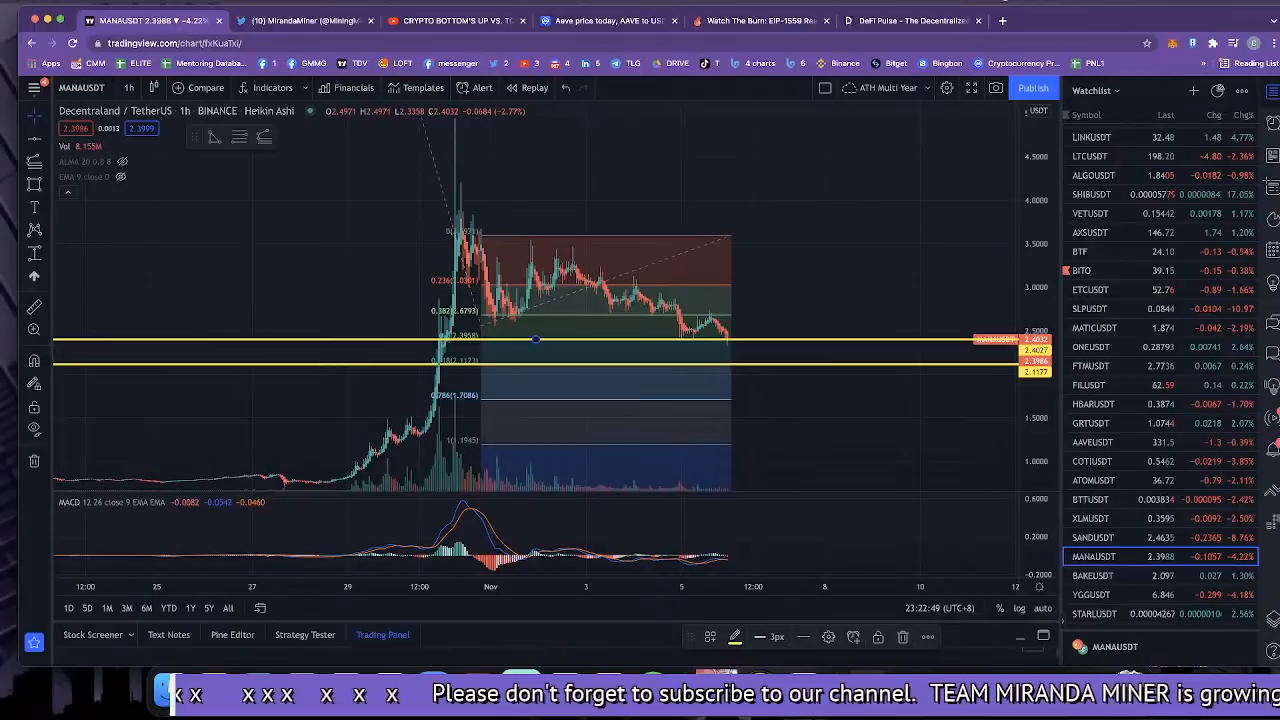 MANAUSDT 2.3988 ▼ −4.22%
(10) MirandaMiner (@MiningM
CRYPTO BOTTOM'S UP VS. TO
Aave price today, AAVE to USD
Watch The Burn: EIP-1559 Rea
DeFi Pulse - The Decentralized
tradingview.com/chart/fxKuaTxl/
Apps CMM ELITE Meeting DATABASE 1 GMMG TDV LOFT messenger 2 3 4 5 TLG DRIVE T 4 charts 6 Binance Bitget Bingbon Cryptocurrency Pr PNL1 » Reading List
MANAUSDT 1h Compare Indicators Financials Templates Alert Replay ATH Multi Year Publish
Watchlist
Decentraland / TetherUS · 1h · BINANCE · Heikin Ashi O2.4971 H2.4971 L2.3358 C2.4032 −0.0684 (−2.77%)
USDT
2.3986 0.0013 2.3999
Vol 8.155M
ALMA 20 0.8 8
EMA 9 close 0
4.5000
4.0000
3.5000
3.0000
2.5000
1.5000
1.0000
0.236(3.0301)
0.382(2.6793)
0.786(1.7086)
1(1.1945)
MANAUSDT 2.4032
2.4027
2.3986
2.1177
MACD 12 26 close 9 EMA EMA −0.0082 −0.0542 −0.0460
0.6000
0.2000
−0.2000
12:00 25 27 29 12:00 Nov 3 5 12:00 8 10 12
1D 5D 1M 3M 6M YTD 1Y 5Y All
23:22:49 (UTC+8) % log auto
Stock Screener Text Notes Pine Editor Strategy Tester Trading Panel
3px
Symbol Last Chg Chg%
LINKUSDT 32.48 1.48 4.77%
LTCUSDT 198.20 −4.80 −2.36%
ALGOUSDT 1.8405 −0.0182 −0.98%
SHIBUSDT 0.00005775 0.0000084 17.05%
VETUSDT 0.15442 0.00178 1.17%
AXSUSDT 146.72 1.74 1.20%
BTF 24.10 −0.13 −0.54%
BITO 39.15 −0.15 −0.38%
ETCUSDT 52.76 −0.89 −1.66%
SLPUSDT 0.0844 −0.0104 −10.97
MATICUSDT 1.874 −0.042 −2.19%
ONEUSDT 0.28793 0.00741 2.64%
FTMUSDT 2.7736 0.0067 0.24%
FILUSDT 62.59 0.14 0.22%
HBARUSDT 0.3874 −0.0067 −1.70%
GRTUSDT 1.0744 0.0218 2.07%
AAVEUSDT 331.5 −1.3 −0.39%
COTIUSDT 0.5462 −0.0219 −3.85%
ATOMUSDT 36.72 −0.79 −2.11%
BTTUSDT 0.003834 −0.000095 −2.42%
XLMUSDT 0.3595 −0.0092 −2.50%
SANDUSDT 2.4635 −0.2365 −8.76%
MANAUSDT 2.3988 −0.1057 −4.22%
BAKEUSDT 2.097 0.027 1.30%
YGGUSDT 6.846 −0.299 −4.18%
STARLUSDT 0.00004267 0.0000010 2.56%
MANAUSDT
x x x x x x x x Please don't forget to subscribe to our channel. TEAM MIRANDA MINER is growing